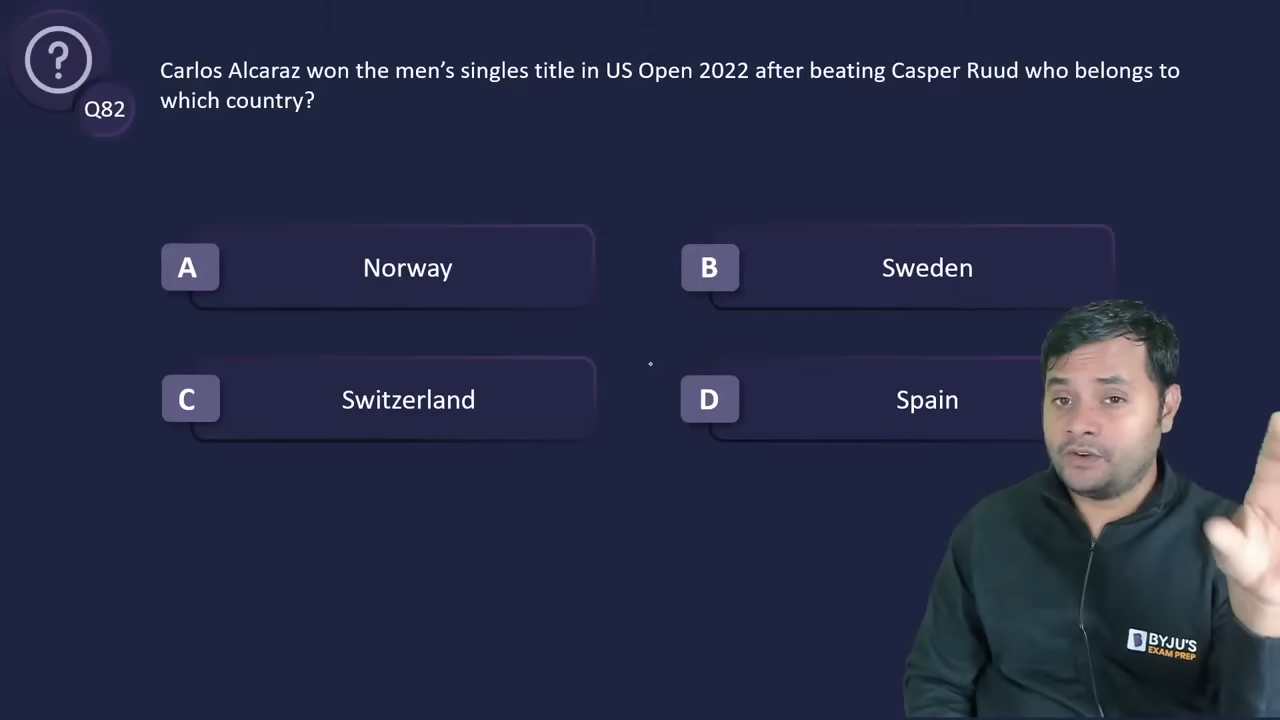 ?
Q82
Carlos Alcaraz won the men's singles title in US Open 2022 after beating Casper Ruud who belongs to
which country?
A Norway
B Sweden
C Switzerland
D Spain
BYJU'S
EXAM PREP